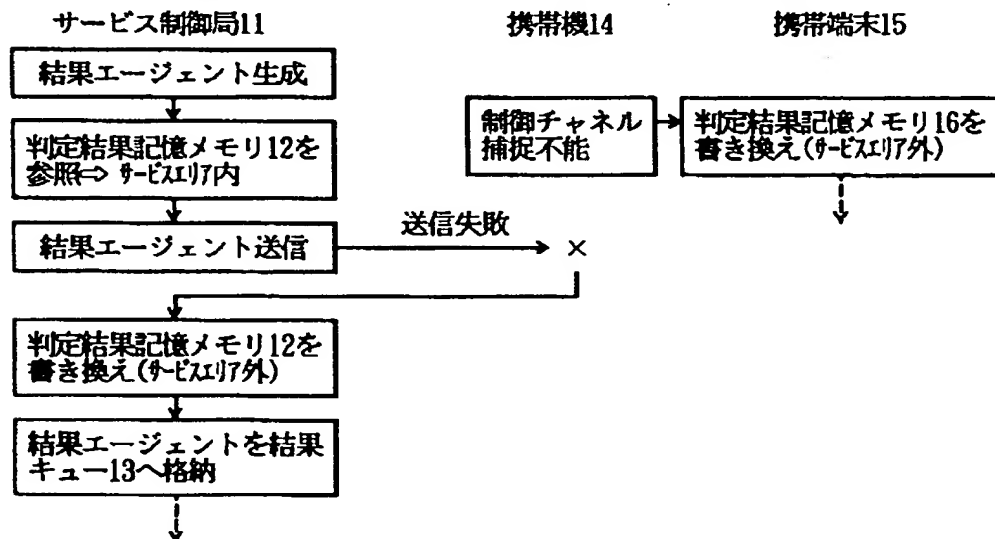 サービス制御局11
携帯機14
携帯端末15
結果エージェント生成
判定結果記憶メモリ12を
参照⇔サービスエリア内
結果エージェント送信
送信失敗
×
制御チャネル
捕捉不能
判定結果記憶メモリ16を
書き換え(サービスエリア外)
判定結果記憶メモリ12を
書き換え(サービスエリア外)
結果エージェントを結果
キュー13へ格納